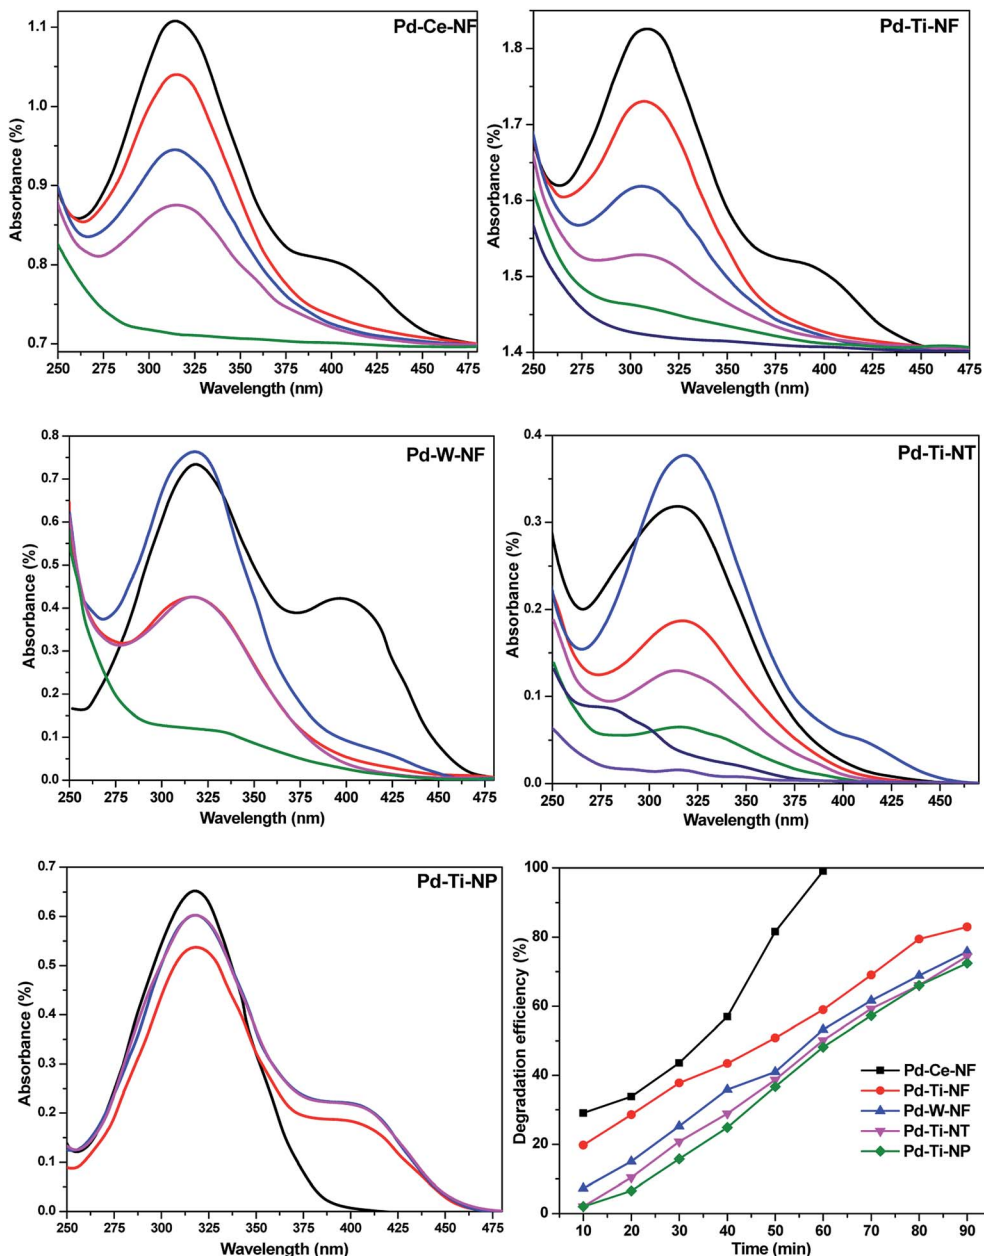 Pd-Ce-NF
1.1
1.0
0.9
0.8
0.7
Absorbance (%)
250 275 300 325 350 375 400 425 450 475
Wavelength (nm)
Pd-Ti-NF
1.8
1.7
1.6
1.5
1.4
Absorbance (%)
250 275 300 325 350 375 400 425 450 475
Wavelength (nm)
Pd-W-NF
0.8
0.7
0.6
0.5
0.4
0.3
0.2
0.1
0.0
Absorbance (%)
250 275 300 325 350 375 400 425 450 475
Wavelength (nm)
Pd-Ti-NT
0.4
0.3
0.2
0.1
0.0
Absorbance (%)
250 275 300 325 350 375 400 425 450
Wavelength (nm)
Pd-Ti-NP
0.7
0.6
0.5
0.4
0.3
0.2
0.1
0.0
Absorbance (%)
250 275 300 325 350 375 400 425 450 475
Wavelength (nm)
100
80
60
40
20
0
Degradation efficiency (%)
Pd-Ce-NF
Pd-Ti-NF
Pd-W-NF
Pd-Ti-NT
Pd-Ti-NP
10 20 30 40 50 60 70 80 90
Time (min)